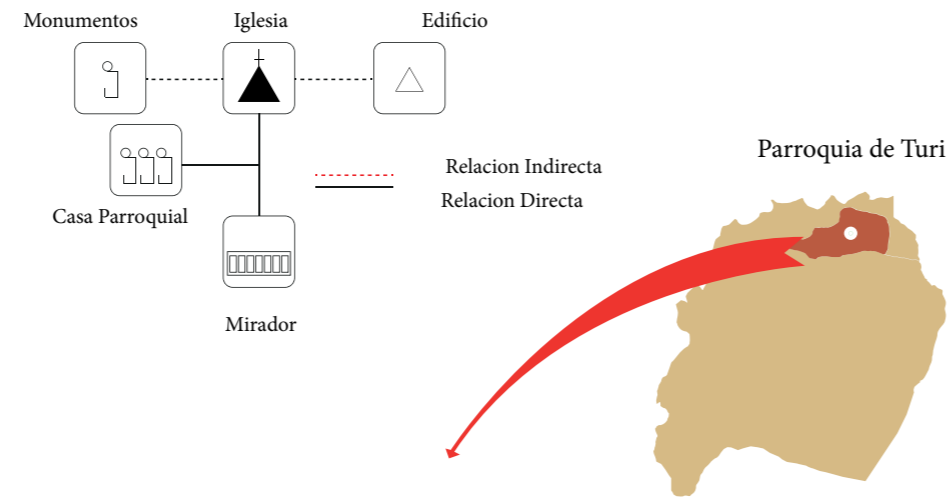 Monumentos
Iglesia
Edificio
Casa Parroquial
Mirador
Relacion Indirecta
Relacion Directa
Parroquia de Turi